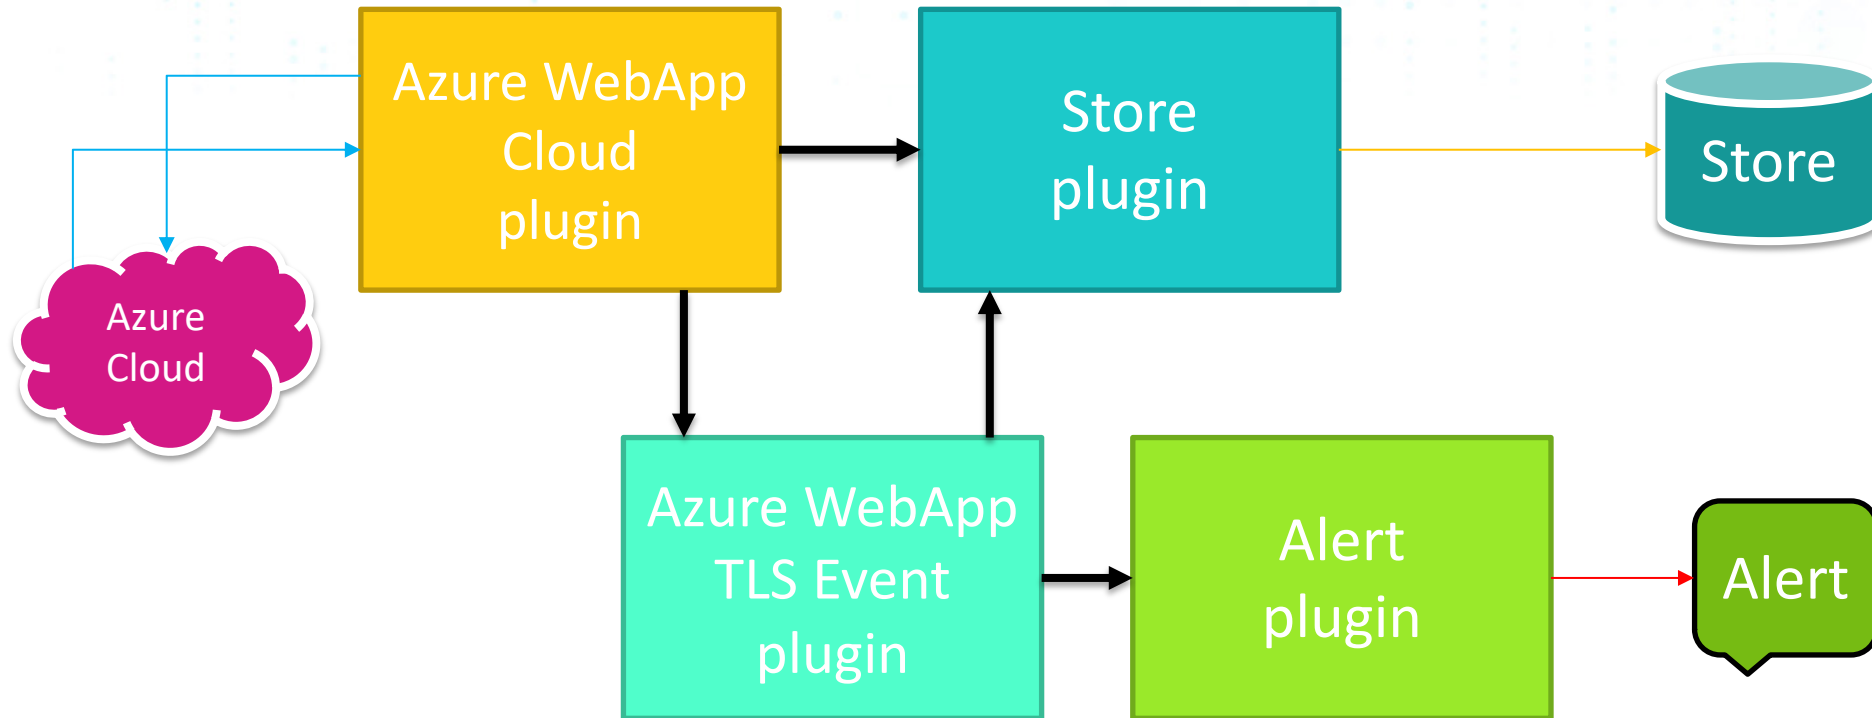 Azure WebApp
Cloud
plugin
Store
plugin
Store
Azure
Cloud
Azure WebApp
TLS Event
plugin
Alert
plugin
Alert